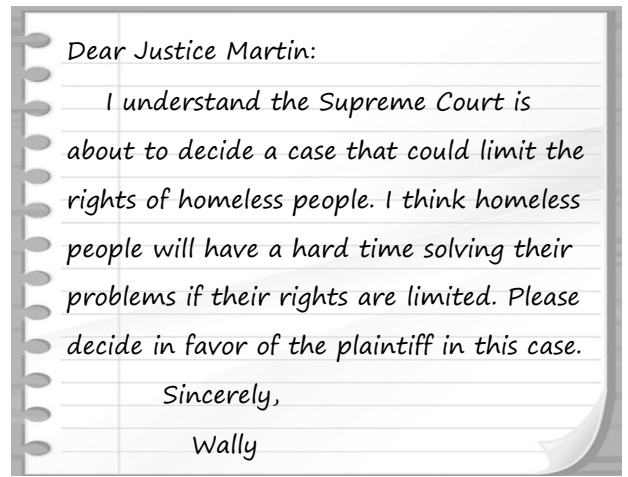 Dear Justice Martin:
I understand the Supreme Court is
about to decide a case that could limit the
rights of homeless people. I think homeless
people will have a hard time solving their
problems if their rights are limited. Please
decide in favor of the plaintiff in this case.
Sincerely,
Wally